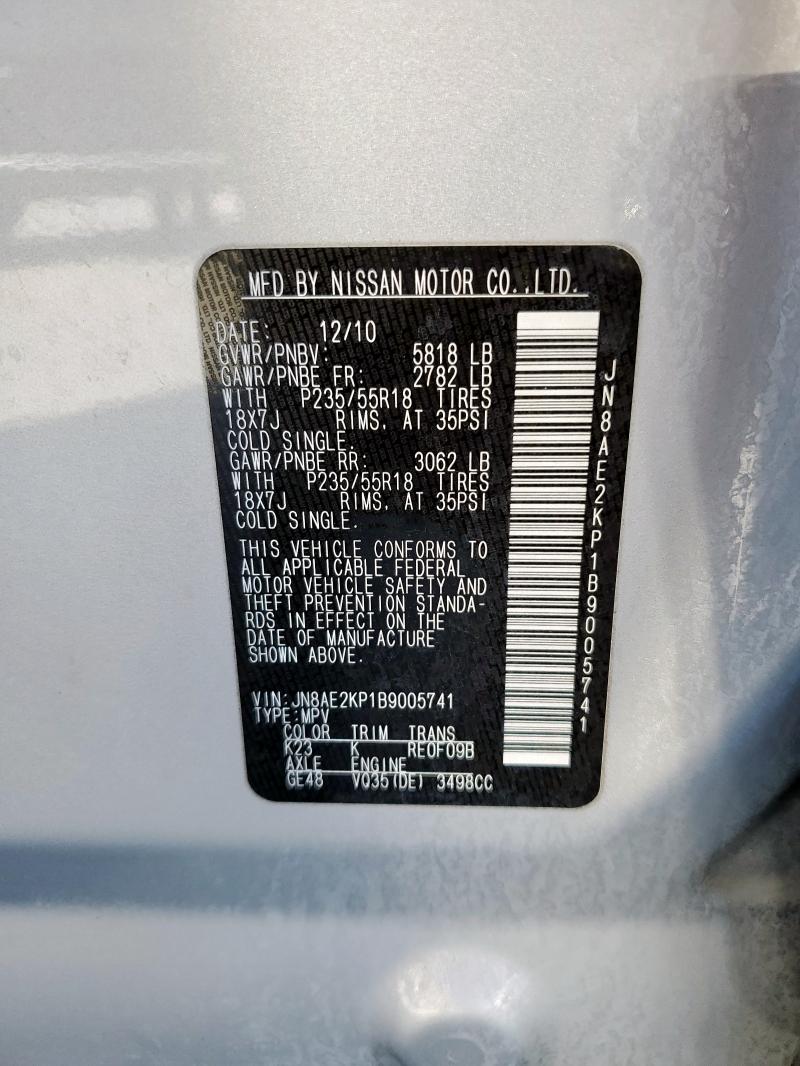 MFD BY NISSAN MOTOR CO.,LTD.
DATE: 12/10
GVWR/PNBV: 5818 LB
GAWR/PNBE FR: 2782 LB
WITH P235/55R18 TIRES
18X7J RIMS, AT 35PSI
COLD SINGLE.
GAWR/PNBE RR: 3062 LB
WITH P235/55R18 TIRES
18X7J RIMS, AT 35PSI
COLD SINGLE.
THIS VEHICLE CONFORMS TO
ALL APPLICABLE FEDERAL
MOTOR VEHICLE SAFETY AND
THEFT PREVENTION STANDA-
RDS IN EFFECT ON THE
DATE OF MANUFACTURE
SHOWN ABOVE.
VIN:JN8AE2KP1B9005741
TYPE:MPV
COLOR TRIM TRANS
K23 K RE0F09B
AXLE ENGINE
GE48 VQ35(DE) 3498CC
JN8AE2KP1B9005741